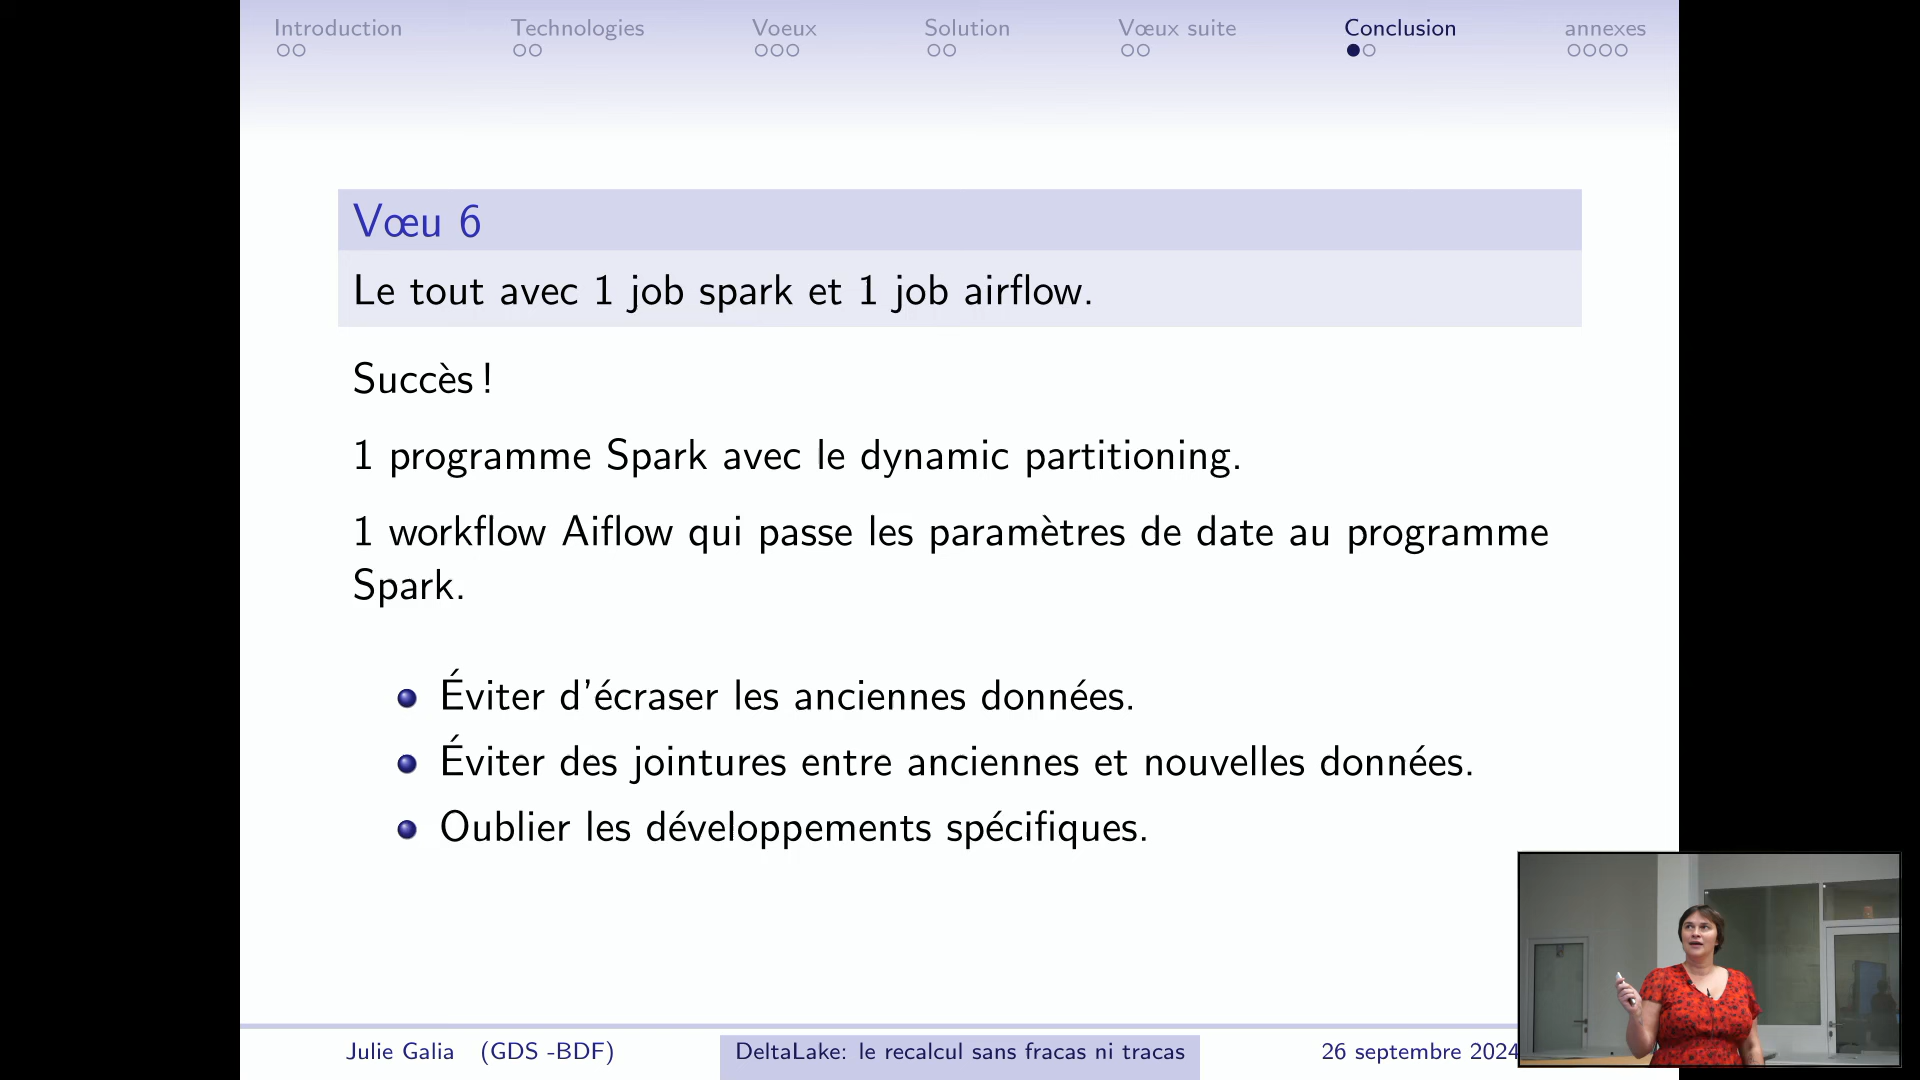 Introduction
Technologies
Voeux
Solution
Vœux suite
Conclusion
annexes
Vœu 6
Le tout avec 1 job spark et 1 job airflow.
Succès !
1 programme Spark avec le dynamic partitioning.
1 workflow Aiflow qui passe les paramètres de date au programme
Spark.
Éviter d'écraser les anciennes données.
Éviter des jointures entre anciennes et nouvelles données.
Oublier les développements spécifiques.
Julie Galia (GDS -BDF)
DeltaLake: le recalcul sans fracas ni tracas
26 septembre 2024